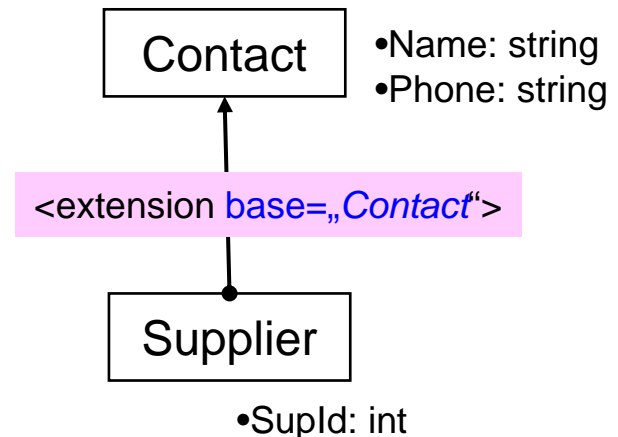 Contact
•Name: string
•Phone: string
<extension base=„Contact“>
Supplier
•SupId: int